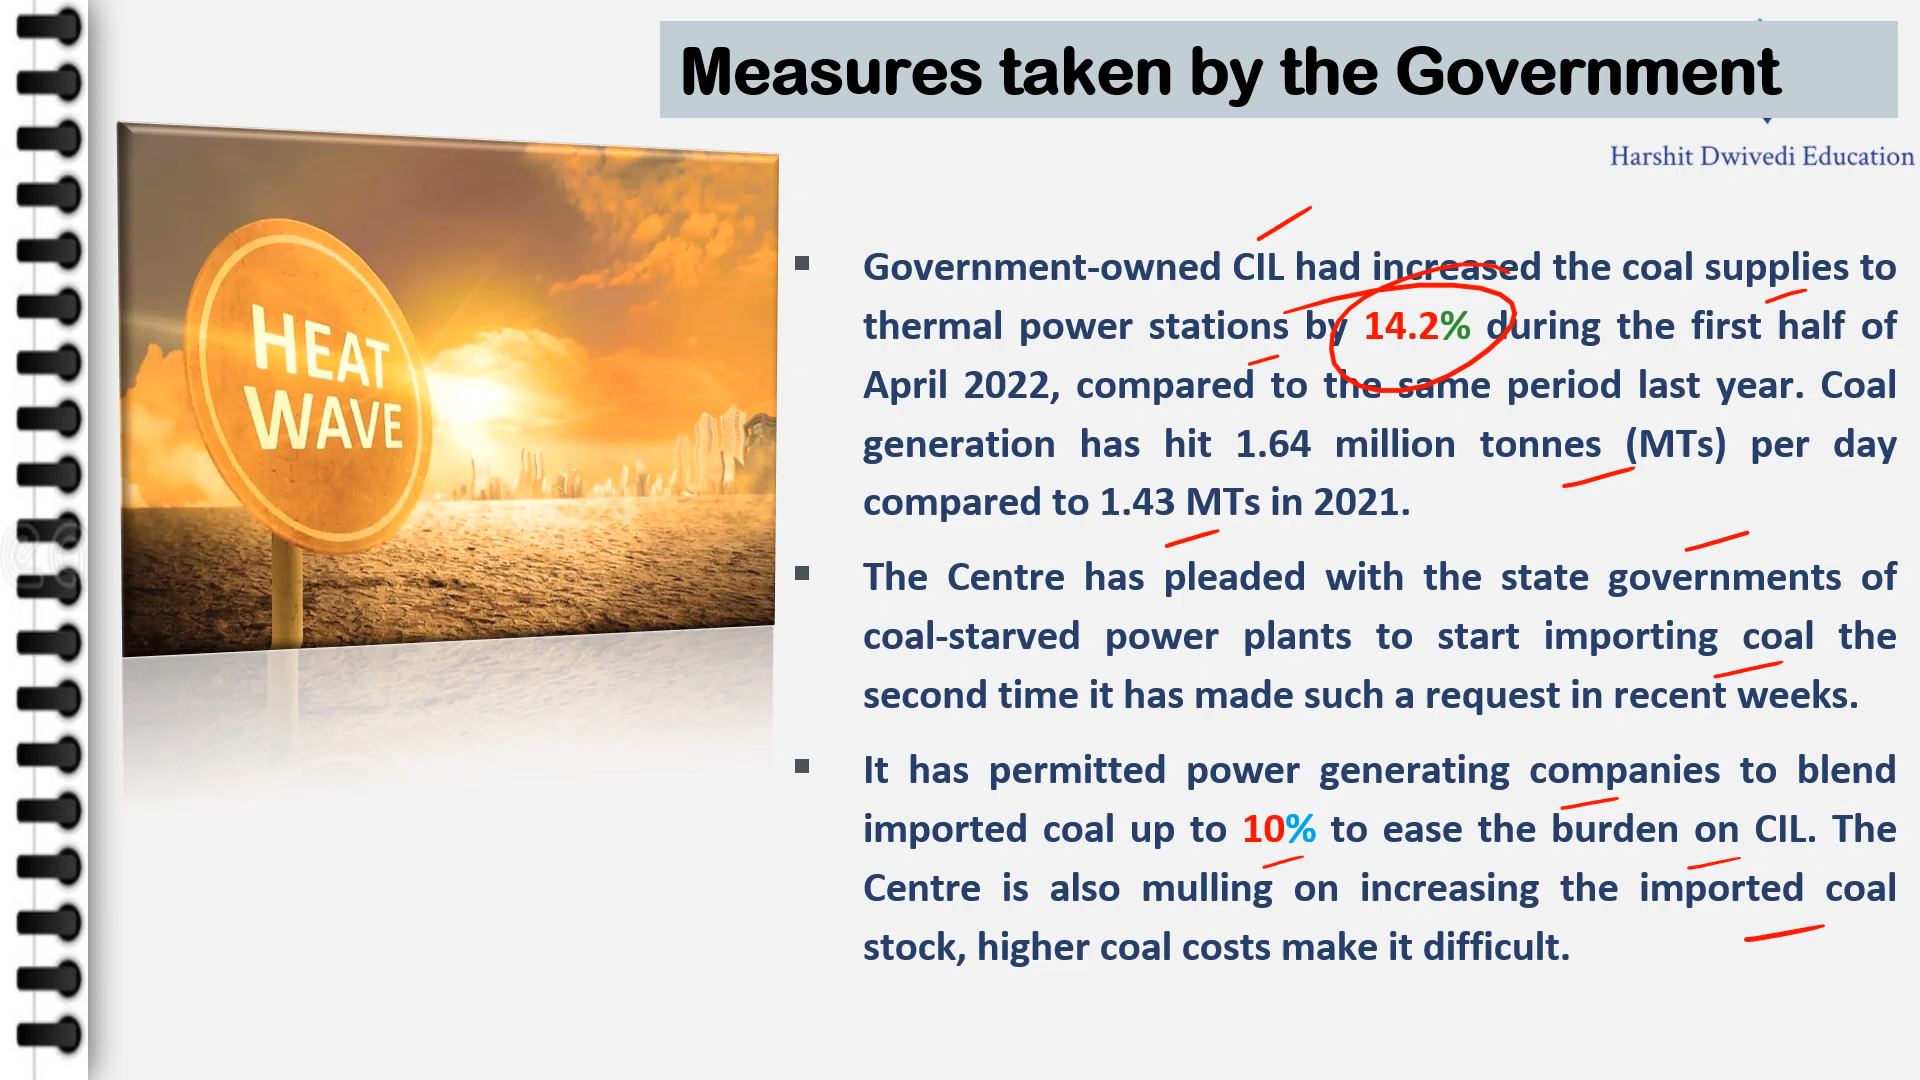 Measures taken by the Government
Harshit Dwivedi Education
HEAT
WAVE
Government-owned CIL had increased the coal supplies to
thermal power stations by 14.2% during the first half of
April 2022, compared to the same period last year. Coal
generation has hit 1.64 million tonnes (MTs) per day
compared to 1.43 MTs in 2021.
The Centre has pleaded with the state governments of
coal-starved power plants to start importing coal the
second time it has made such a request in recent weeks.
It has permitted power generating companies to blend
imported coal up to 10% to ease the burden on CIL. The
Centre is also mulling on increasing the imported coal
stock, higher coal costs make it difficult.